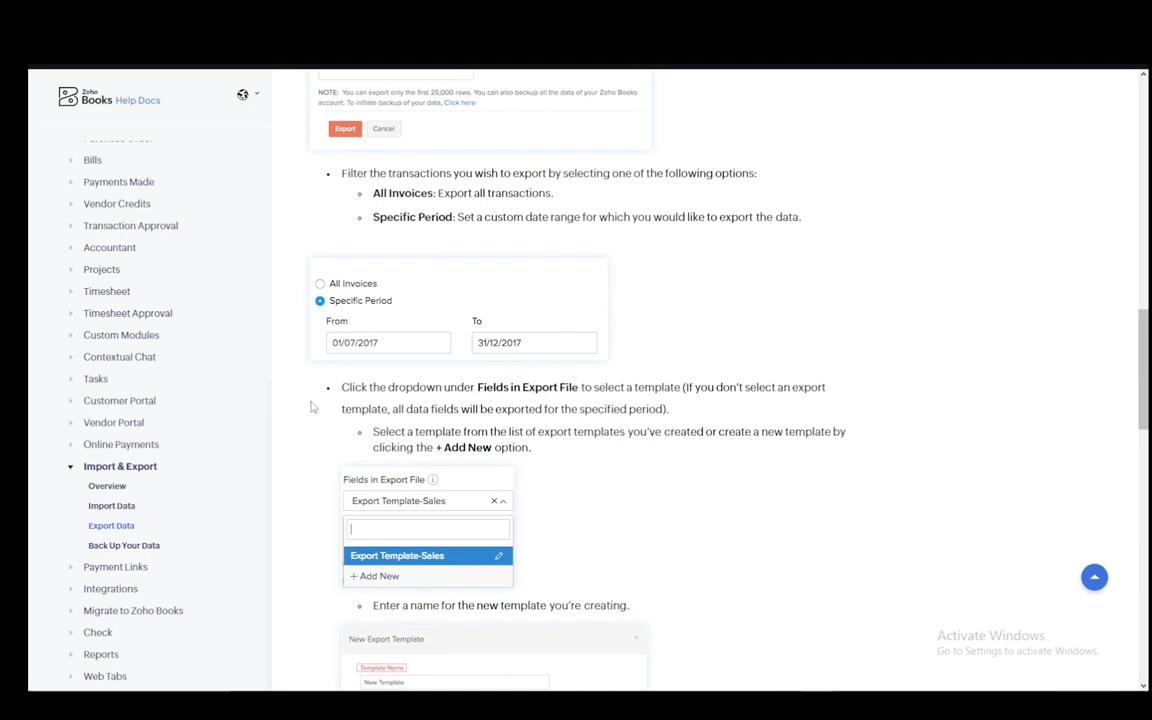 Zoho
Books Help Docs
Bills
Payments Made
Vendor Credits
Transaction Approval
Accountant
Projects
Timesheet
Timesheet Approval
Custom Modules
Contextual Chat
Tasks
Customer Portal
Vendor Portal
Online Payments
Import & Export
Overview
Import Data
Export Data
Back Up Your Data
Payment Links
Integrations
Migrate to Zoho Books
Check
Reports
Web Tabs
NOTE: You can export only the first 25,000 rows. You can also backup all the data of your Zoho Books
account. To initiate backup of your data, Click here
Export Cancel
• Filter the transactions you wish to export by selecting one of the following options:
All Invoices: Export all transactions.
Specific Period: Set a custom date range for which you would like to export the data.
All Invoices
Specific Period
From To
01/07/2017 31/12/2017
• Click the dropdown under Fields in Export File to select a template (If you don't select an export
template, all data fields will be exported for the specified period).
Select a template from the list of export templates you've created or create a new template by
clicking the + Add New option.
Fields in Export File
Export Template-Sales
Export Template-Sales
+ Add New
Enter a name for the new template you're creating.
New Export Template
Template Name
New Template
Activate Windows
Go to Settings to activate Windows.